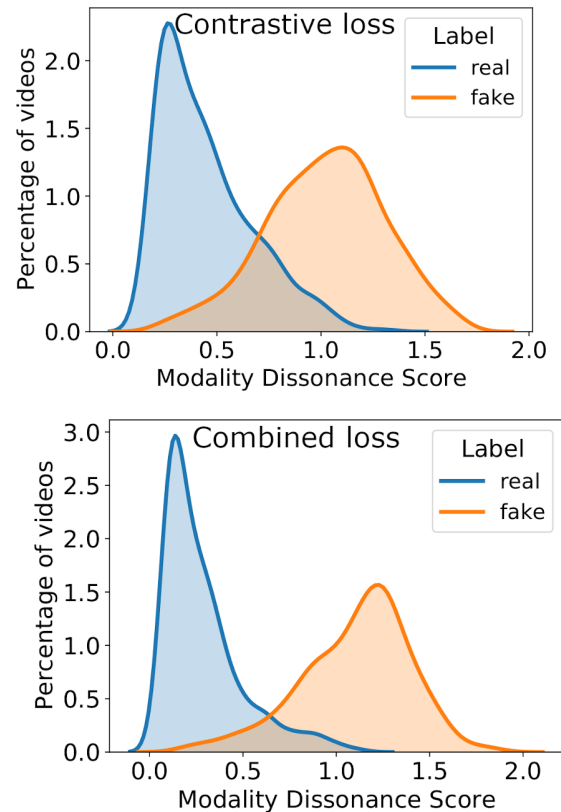 Contrastive loss
Label
real
fake
Percentage of videos
2.0
1.5
1.0
0.5
0.0
0.0 0.5 1.0 1.5 2.0
Modality Dissonance Score
Combined loss
Label
real
fake
Percentage of videos
3.0
2.5
2.0
1.5
1.0
0.5
0.0
0.0 0.5 1.0 1.5 2.0
Modality Dissonance Score